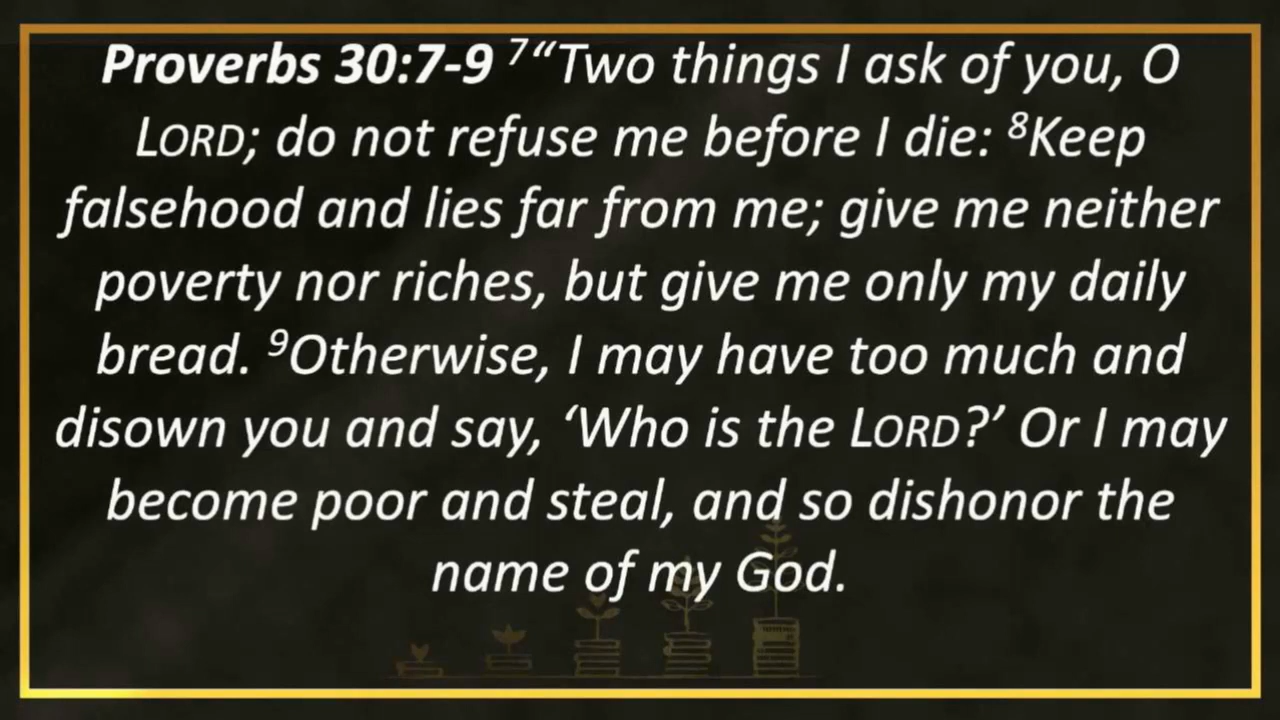 Proverbs 30:7-9 ⁷“Two things I ask of you, O
LORD; do not refuse me before I die: ⁸Keep
falsehood and lies far from me; give me neither
poverty nor riches, but give me only my daily
bread. ⁹Otherwise, I may have too much and
disown you and say, ‘Who is the LORD?’ Or I may
become poor and steal, and so dishonor the
name of my God.